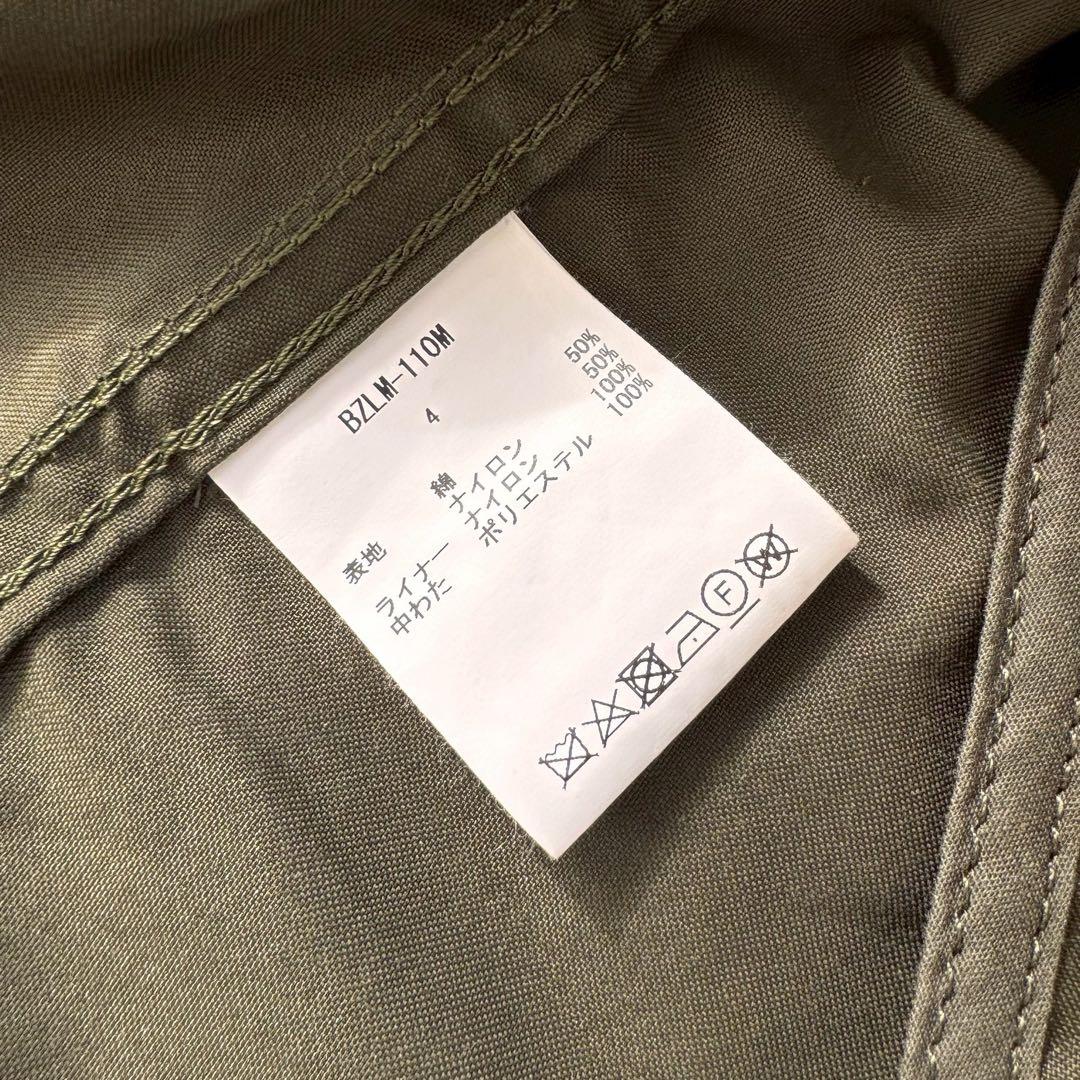 BZLM-110M
4
表地 綿 50%
ナイロン 50%
ライナー ナイロン 100%
中わた ポリエステル 100%
F
W